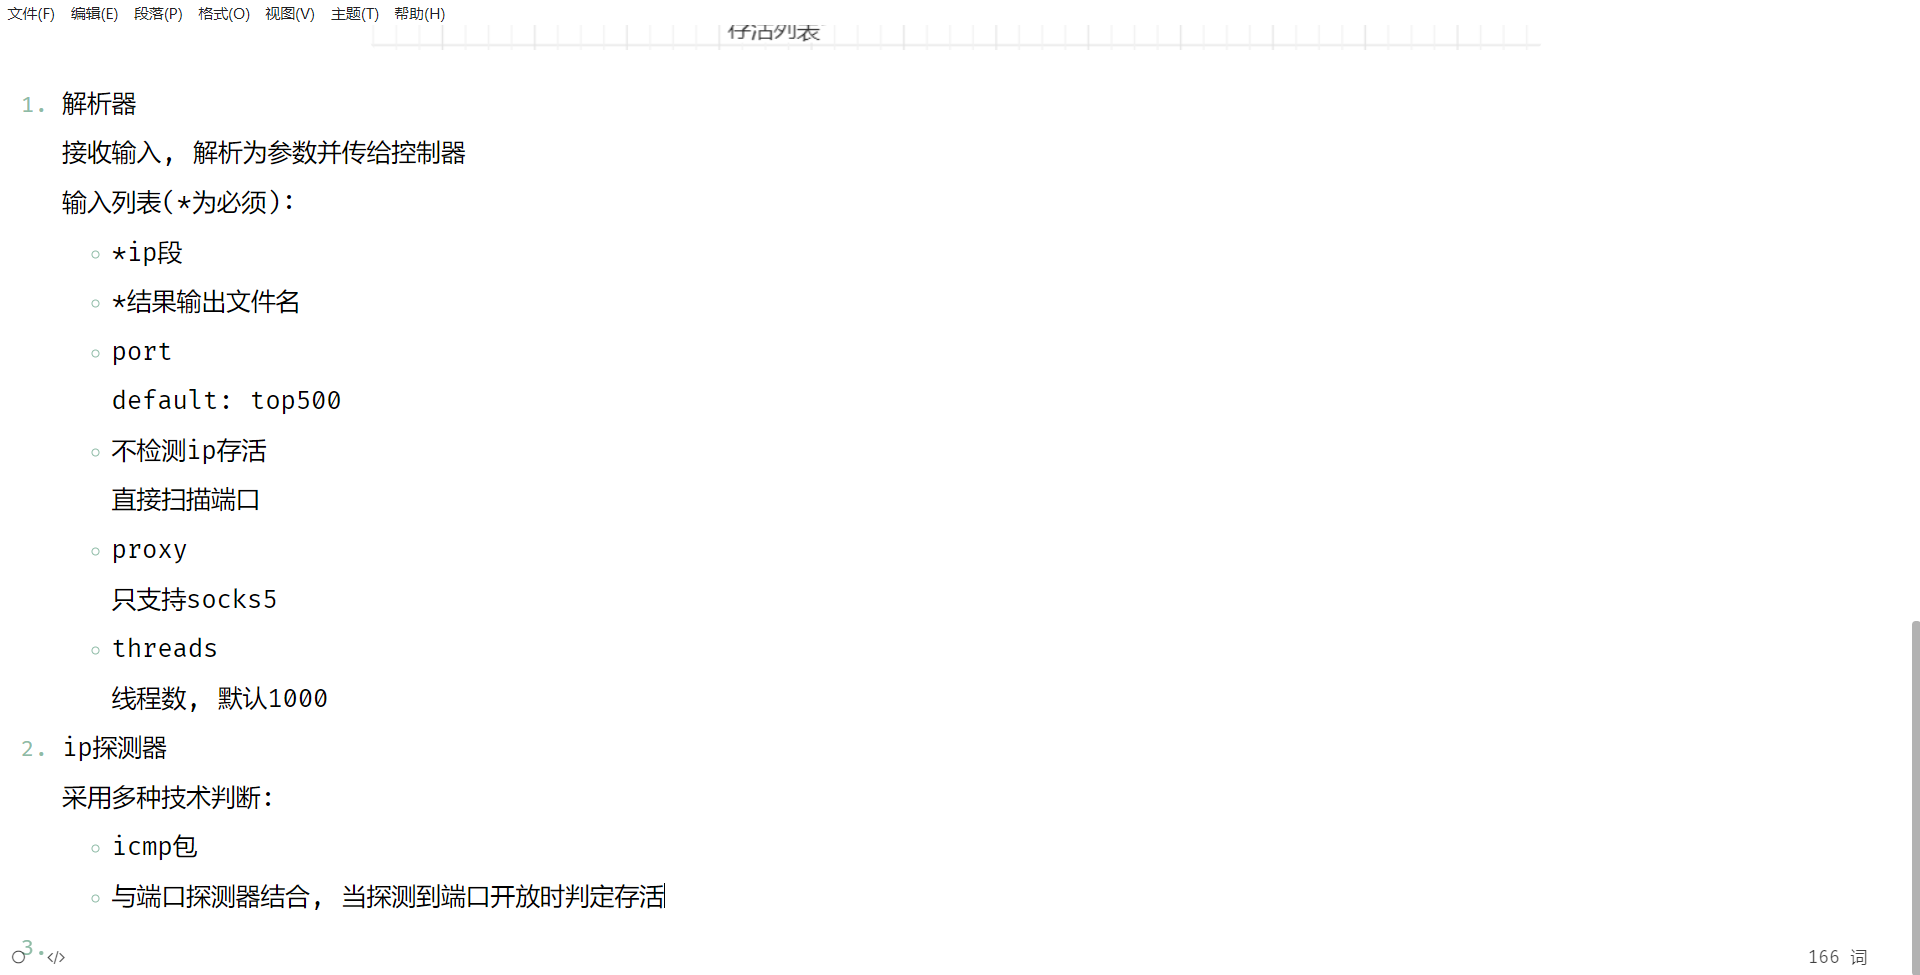 文件(F) 编辑(E) 段落(P) 格式(O) 视图(V) 主题(T) 帮助(H)
存活列表
1. 解析器
接收输入, 解析为参数并传给控制器
输入列表(*为必须):
*ip段
*结果输出文件名
port
default: top500
不检测ip存活
直接扫描端口
proxy
只支持socks5
threads
线程数, 默认1000
2. ip探测器
采用多种技术判断:
icmp包
与端口探测器结合, 当探测到端口开放时判定存活
3.
</> 166 词